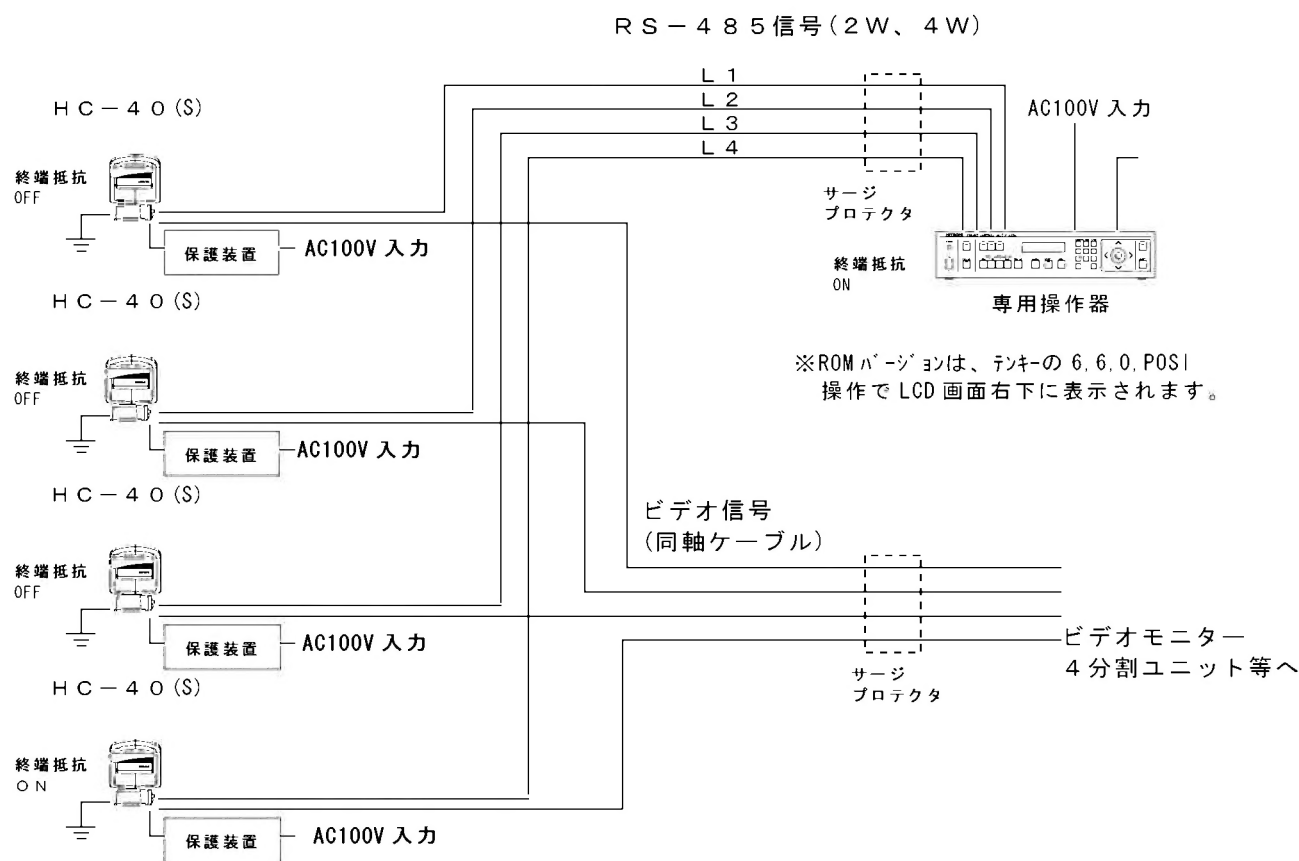 RS－485信号(2W、4W)
L1
L2
L3
L4
HC－40(S)
AC100V 入力
終端抵抗
OFF
サージ
プロテクタ
保護装置
AC100V 入力
終端抵抗
ON
専用操作器
HC－40(S)
※ROMﾊﾞｰｼﾞｮﾝは、ﾃﾝｷｰの 6,6,0,POSI
操作で LCD 画面右下に表示されます。
終端抵抗
OFF
保護装置
AC100V 入力
HC－40(S)
ビデオ信号
(同軸ケーブル)
終端抵抗
OFF
保護装置
AC100V 入力
ビデオモニター
4分割ユニット等へ
サージ
プロテクタ
HC－40(S)
終端抵抗
ON
保護装置
AC100V 入力